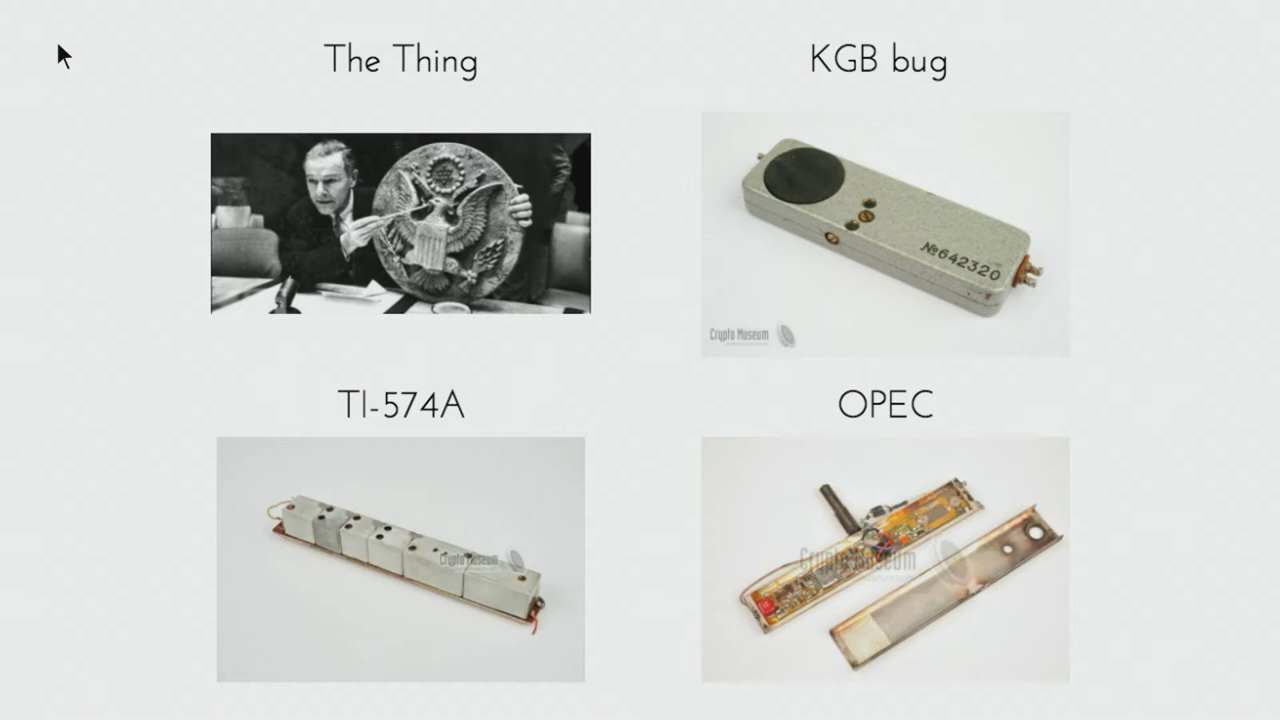 The Thing
KGB bug
№642320
Crypto Museum
TI-574A
OPEC
Crypto Museum
Crypto Museum